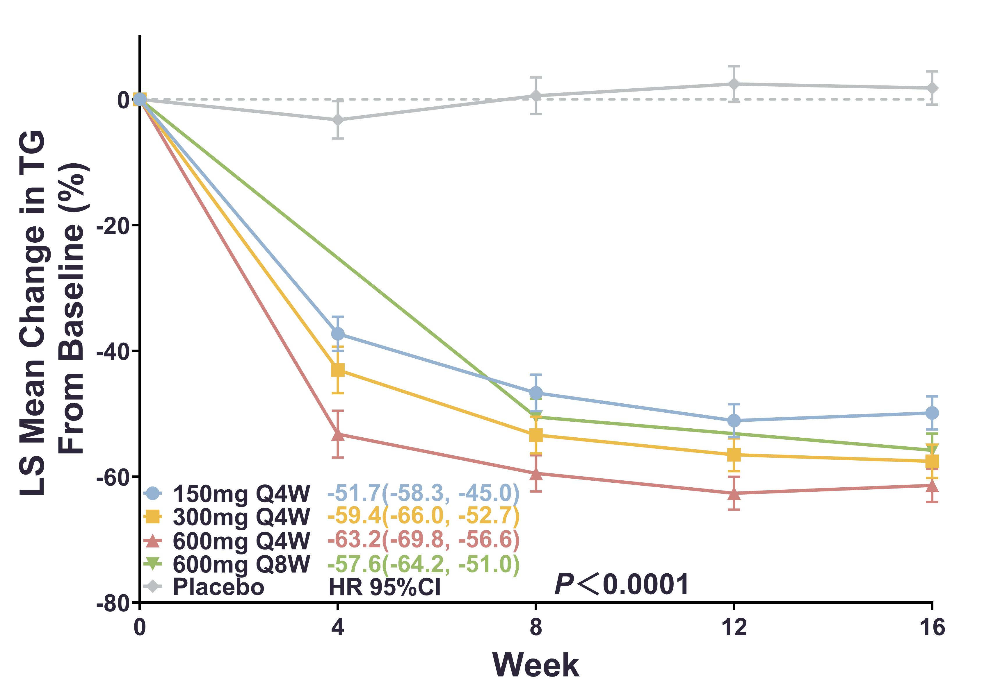 LS Mean Change in TG
From Baseline (%)
0
-20
-40
-60
-80
150mg Q4W -51.7(-58.3, -45.0)
300mg Q4W -59.4(-66.0, -52.7)
600mg Q4W -63.2(-69.8, -56.6)
600mg Q8W -57.6(-64.2, -51.0)
Placebo HR 95%CI
P<0.0001
0 4 8 12 16
Week